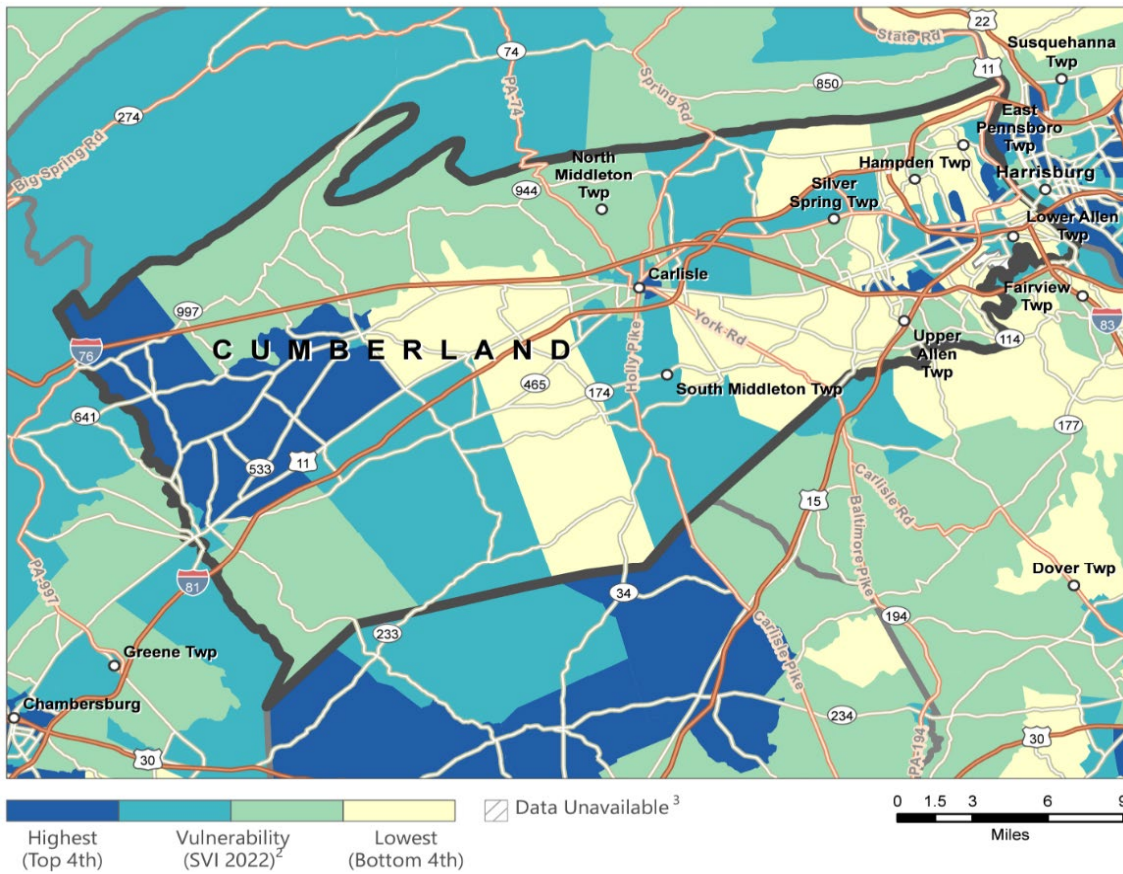 22
Susquehanna
Twp
State Rd
74
11
274
PA-74
Spring Rd
850
East
Pennsboro
Twp
Big Spring Rd
North
Middleton
Twp
Hampden Twp
Harrisburg
944
Silver
Spring Twp
Lower Allen
Twp
Carlisle
Fairview
Twp
997
83
York Rd
Upper
Allen
Twp
114
76
CUMBERLAND
Holly Pike
465
174
South Middleton Twp
641
177
533
11
15
Carlisle Rd
Baltimore Pike
PA-997
81
34
Dover Twp
194
233
Carlisle Pike
Greene Twp
Chambersburg
234
30
PA-194
30
Highest
(Top 4th)
Vulnerability
(SVI 2022)2
Lowest
(Bottom 4th)
Data Unavailable3
0 1.5 3 6 9
Miles